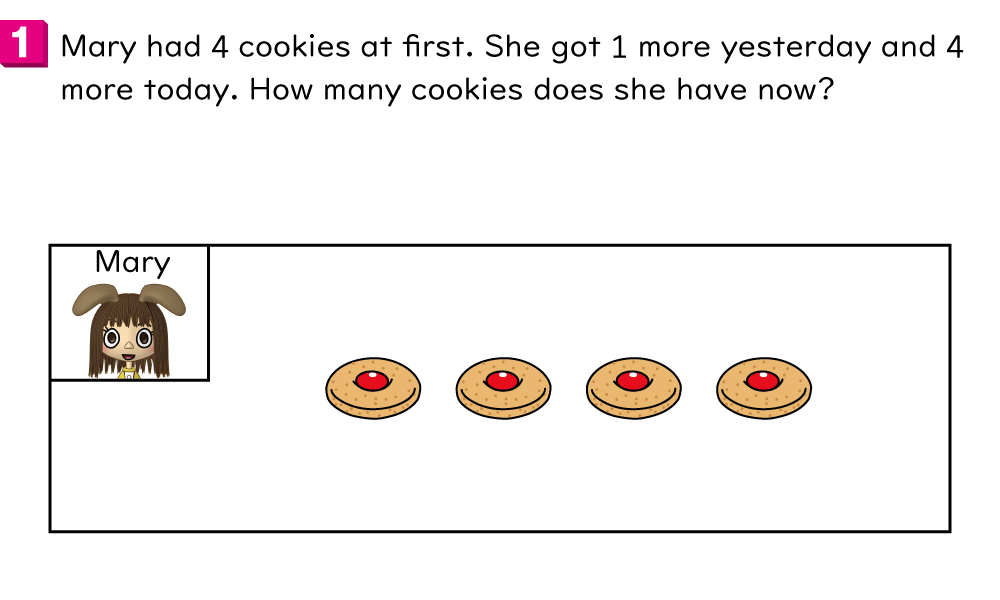 1
Mary had 4 cookies at first. She got 1 more yesterday and 4
more today. How many cookies does she have now?
Mary